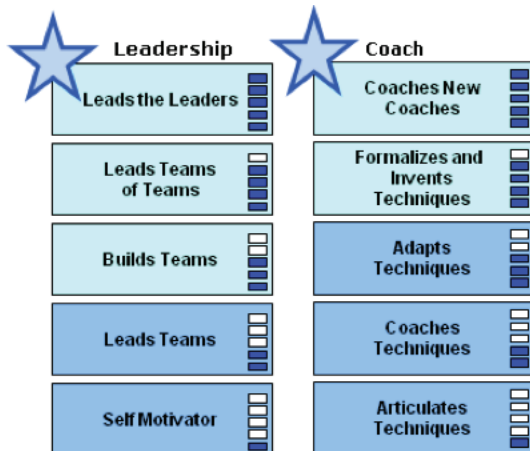 Leadership
Leads the Leaders
Leads Teams
of Teams
Builds Teams
Leads Teams
Self Motivator
Coach
Coaches New
Coaches
Formalizes and
Invents
Techniques
Adapts
Techniques
Coaches
Techniques
Articulates
Techniques